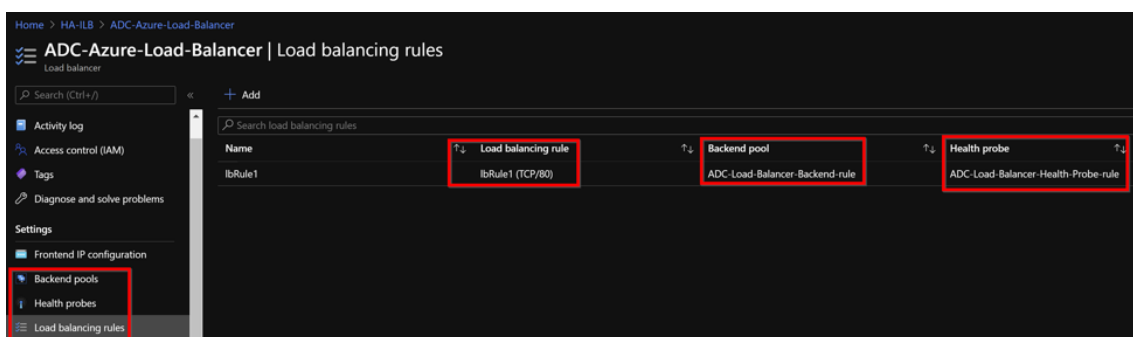 Home > HA-ILB > ADC-Azure-Load-Balancer
ADC-Azure-Load-Balancer | Load balancing rules
Load balancer
Search (Ctrl+/)
«
+ Add
Activity log
Access control (IAM)
Tags
Diagnose and solve problems
Settings
Frontend IP configuration
Backend pools
Health probes
Load balancing rules
Search load balancing rules
Name ↑↓ Load balancing rule ↑↓ Backend pool ↑↓ Health probe ↑↓
lbRule1 lbRule1 (TCP/80) ADC-Load-Balancer-Backend-rule ADC-Load-Balancer-Health-Probe-rule